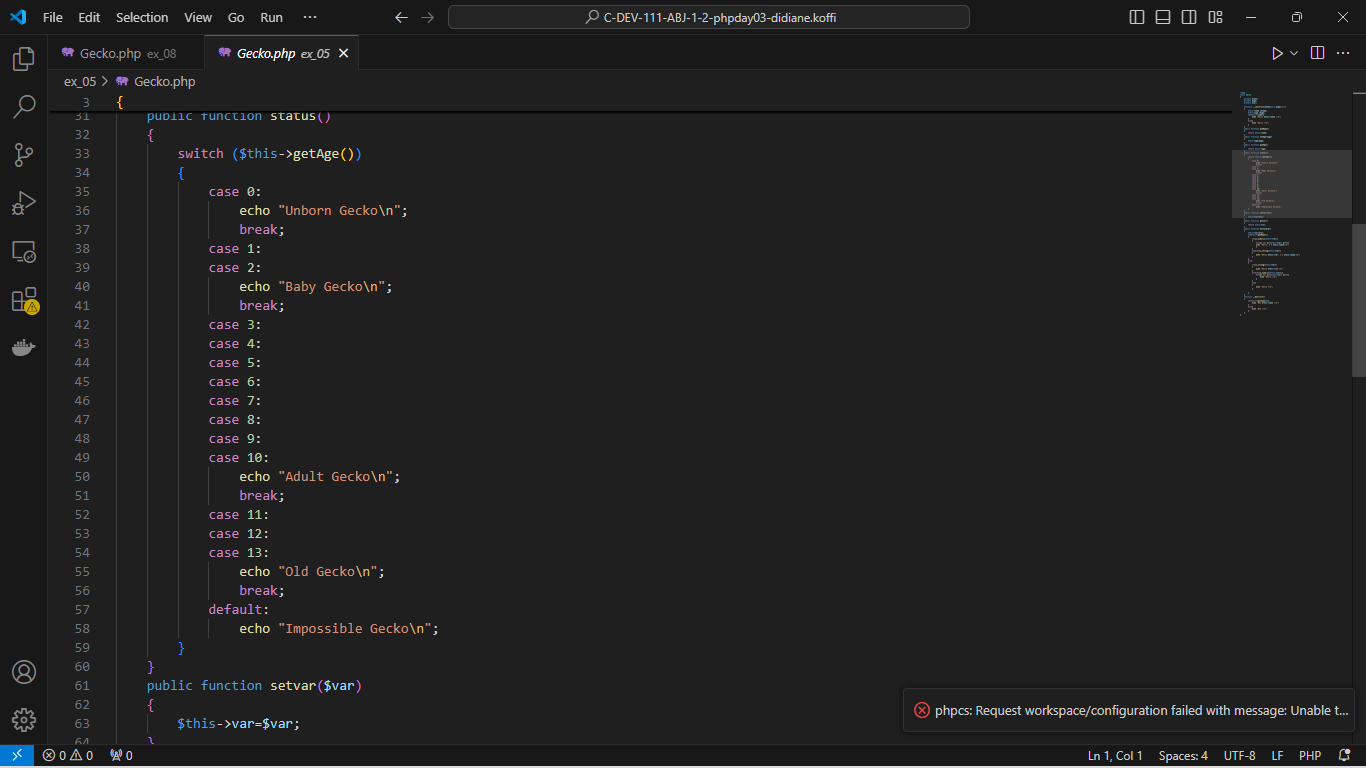 File Edit Selection View Go Run ··· C-DEV-111-ABJ-1-2-phpday03-didiane.koffi
Gecko.php ex_08 Gecko.php ex_05
ex_05 > Gecko.php
3 {
31 public function status()
32 {
33 switch ($this->getAge())
34 {
35 case 0:
36 echo "Unborn Gecko\n";
37 break;
38 case 1:
39 case 2:
40 echo "Baby Gecko\n";
41 break;
42 case 3:
43 case 4:
44 case 5:
45 case 6:
46 case 7:
47 case 8:
48 case 9:
49 case 10:
50 echo "Adult Gecko\n";
51 break;
52 case 11:
53 case 12:
54 case 13:
55 echo "Old Gecko\n";
56 break;
57 default:
58 echo "Impossible Gecko\n";
59 }
60 }
61 public function setvar($var)
62 {
63 $this->var=$var;
64 }
phpcs: Request workspace/configuration failed with message: Unable t...
0 0 0 Ln 1, Col 1 Spaces: 4 UTF-8 LF PHP